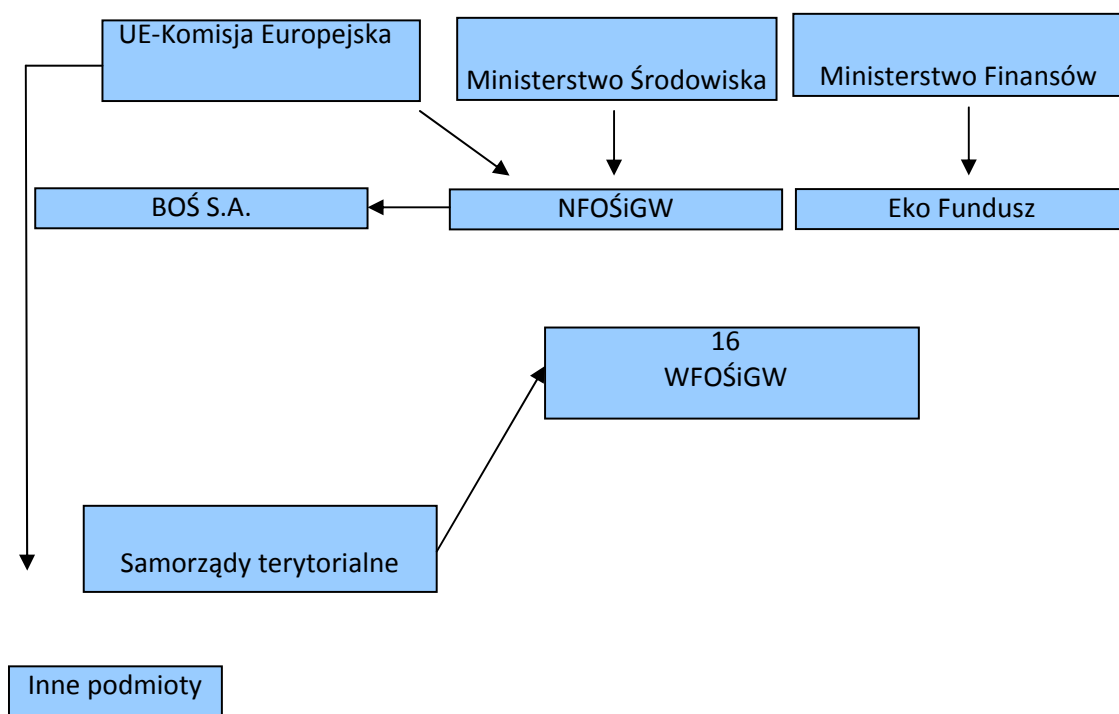 UE-Komisja Europejska
Ministerstwo Środowiska
Ministerstwo Finansów
BOŚ S.A.
NFOŚiGW
Eko Fundusz
16
WFOŚiGW
Samorządy terytorialne
Inne podmioty